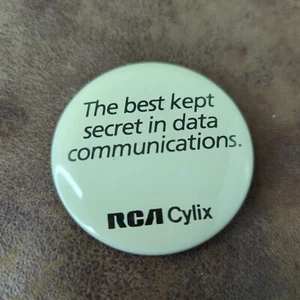 The best kept
secret in data
communications.
RCA Cylix